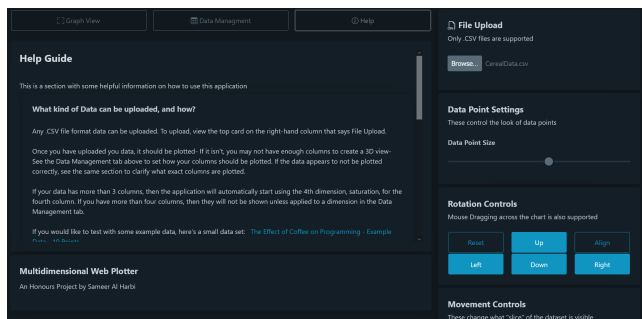 Graph View
Data Managment
Help
Help Guide
This is a section with some helpful information on how to use this application
What kind of Data can be uploaded, and how?
Any .CSV file format data can be uploaded. To upload, view the top card on the right-hand column that says File Upload.
Once you have uploaded you data, it should be plotted- If it isn't, you may not have enough columns to create a 3D view-
See the Data Management tab above to set how your columns should be plotted. If the data appears to not be plotted
correctly, see the same section to clarify what exact columns are plotted.
If your data has more than 3 columns, then the application will automatically start using the 4th dimension, saturation, for the
fourth column. If you have more than four columns, then they will not be shown unless applied to a dimension in the Data
Management tab.
If you would like to test with some example data, here's a small data set: The Effect of Coffee on Programming - Example
Data - 10 Points
Multidimensional Web Plotter
An Honours Project by Sameer Al Harbi
File Upload
Only .CSV files are supported
Browse... CerealData.csv
Data Point Settings
These control the look of data points
Data Point Size
Rotation Controls
Mouse Dragging across the chart is also supported
Reset
Up
Align
Left
Down
Right
Movement Controls
These change what "slice" of the dataset is visible